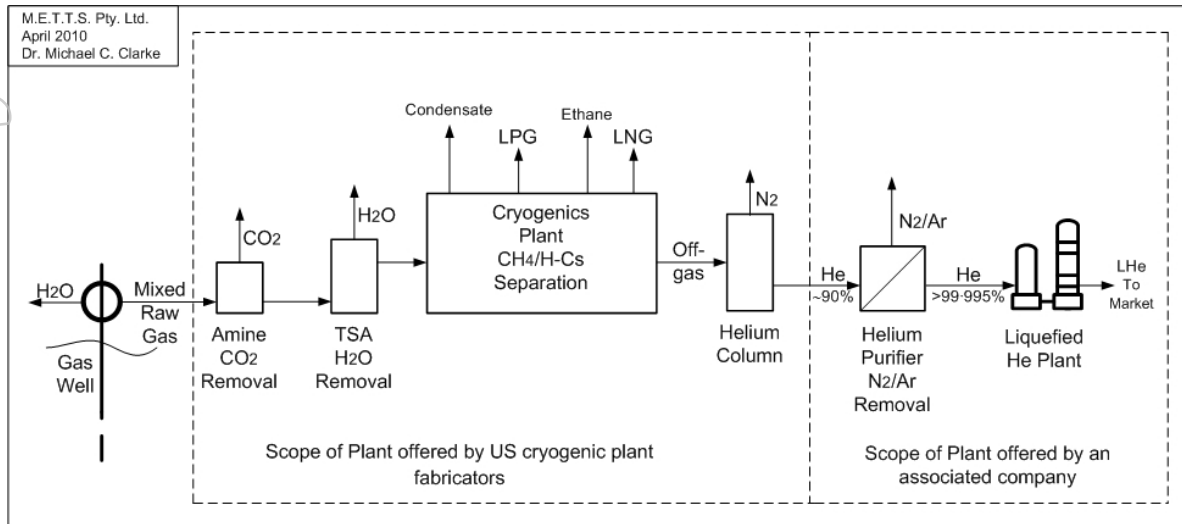 M.E.T.T.S. Pty. Ltd.
April 2010
Dr. Michael C. Clarke
H2O
Mixed
Raw
Gas
Gas
Well
CO2
Amine
CO2
Removal
H2O
TSA
H2O
Removal
Condensate
LPG
Ethane
LNG
Cryogenics
Plant
CH4/H-Cs
Separation
Off-
gas
N2
Helium
Column
He
~90%
N2/Ar
Helium
Purifier
N2/Ar
Removal
He
>99·995%
Liquefied
He Plant
LHe
To
Market
Scope of Plant offered by US cryogenic plant
fabricators
Scope of Plant offered by an
associated company